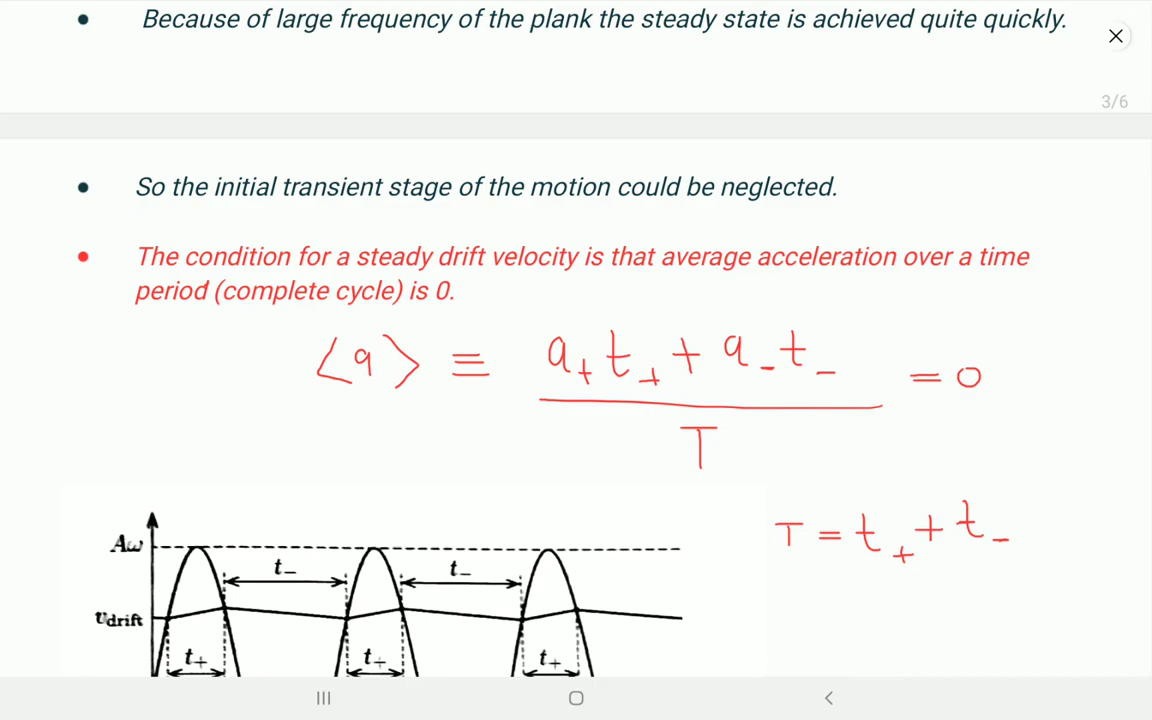 • Because of large frequency of the plank the steady state is achieved quite quickly.
3/6
• So the initial transient stage of the motion could be neglected.
• The condition for a steady drift velocity is that average acceleration over a time
period (complete cycle) is 0.
⟨a⟩ ≡ a₊t₊ + a₋t₋ / T = 0
T = t₊ + t₋
Aω
t₋ t₋
υdrift
t₊ t₊ t₊